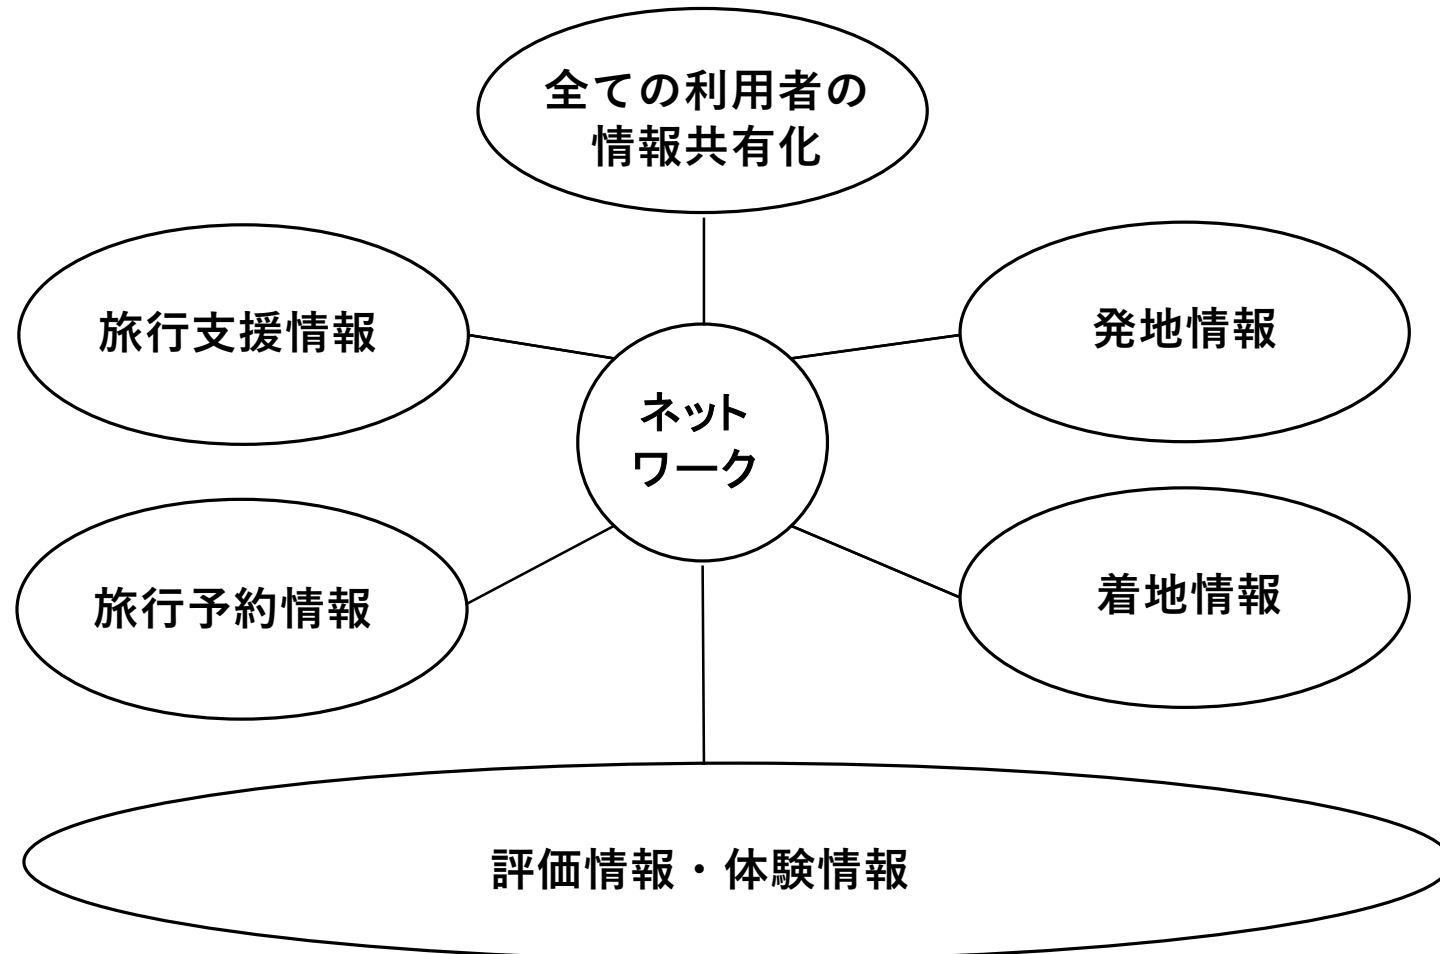 全ての利用者の
情報共有化
旅行支援情報
発地情報
ネット
ワーク
旅行予約情報
着地情報
評価情報・体験情報